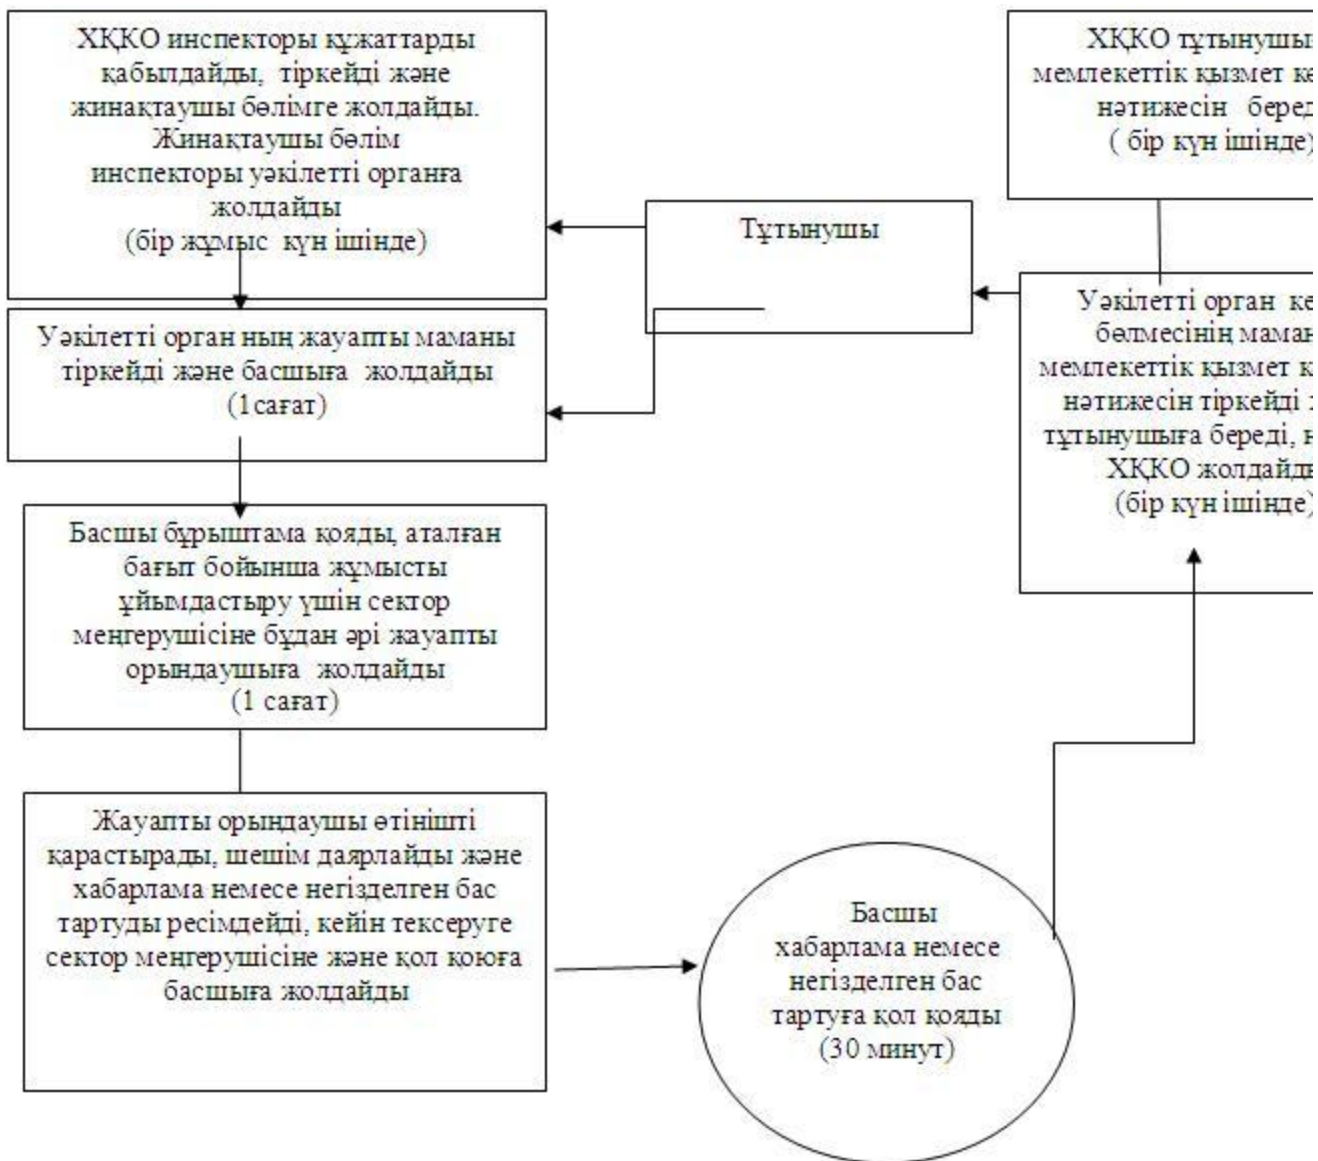 ХҚКО инспекторы құжаттарды
қабылдайды, тіркейді және
жинақтаушы бөлімге жолдайды.
Жинақтаушы бөлім
инспекторы уәкілетті органға
жолдайды
(бір жұмыс күн ішінде)
Тұтынушы
ХҚКО тұтынушы
мемлекеттік қызмет
нәтижесін
( бір күн ішінде)
Уәкілетті орган ның жауапты маманы
тіркейді және басшыға жолдайды
(1сағат)
Уәкілетті орган
бөлмесінің
мемлекеттік қызмет
нәтижесін тіркейді
тұтынушыға береді,
ХҚКО
(бір күн ішінде)
Басшы бұрыштама қояды, аталған
бағыт бойынша жұмысты
ұйымдастыру үшін сектор
меңгерушісіне бұдан әрі жауапты
орындаушыға жолдайды
(1 сағат)
Жауапты орындаушы өтінішті
қарастырады, шешім даярлайды және
хабарлама немесе негізделген бас
тартуды ресімдейді, кейін тексеруге
сектор меңгерушісіне және қол қоюға
басшыға жолдайды
Басшы
хабарлама немесе
негізделген бас
тартуға қол қояды
(30 минут)